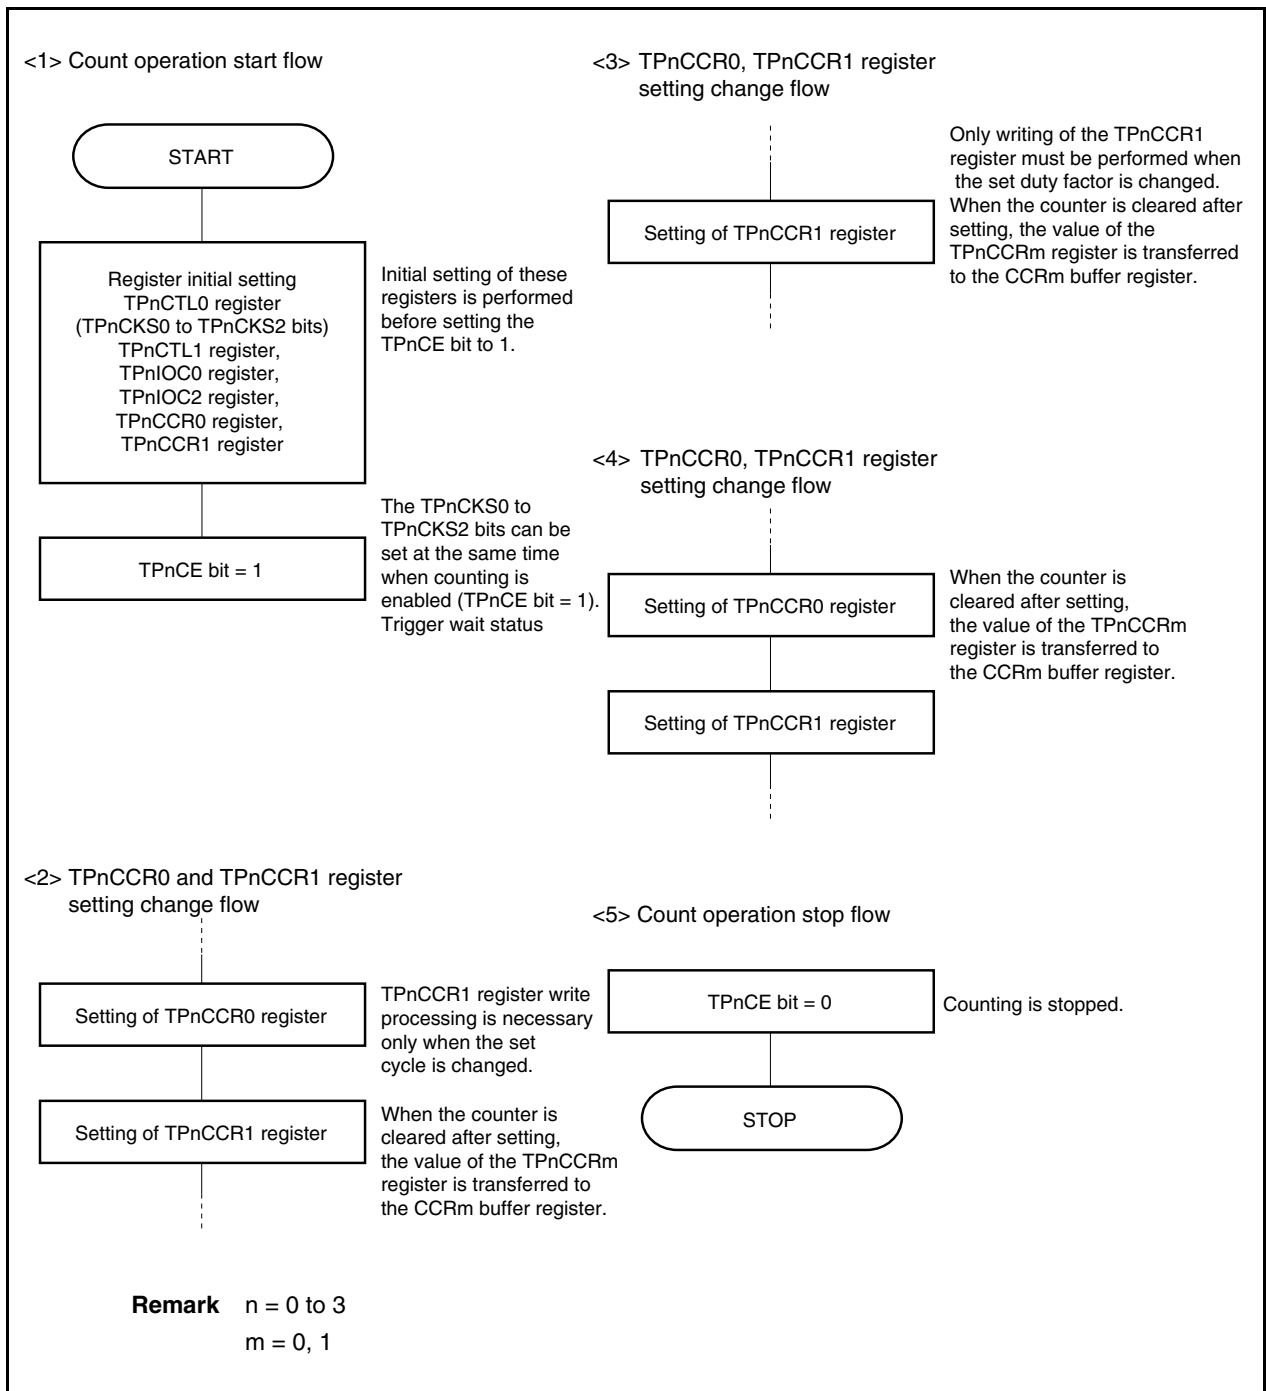 <1> Count operation start flow
START
Register initial setting
TPnCTL0 register
(TPnCKS0 to TPnCKS2 bits)
TPnCTL1 register,
TPnIOC0 register,
TPnIOC2 register,
TPnCCR0 register,
TPnCCR1 register
Initial setting of these
registers is performed
before setting the
TPnCE bit to 1.
TPnCE bit = 1
The TPnCKS0 to
TPnCKS2 bits can be
set at the same time
when counting is
enabled (TPnCE bit = 1).
Trigger wait status
<2> TPnCCR0 and TPnCCR1 register
setting change flow
Setting of TPnCCR0 register
TPnCCR1 register write
processing is necessary
only when the set
cycle is changed.
Setting of TPnCCR1 register
When the counter is
cleared after setting,
the value of the TPnCCRm
register is transferred to
the CCRm buffer register.
<3> TPnCCR0, TPnCCR1 register
setting change flow
Setting of TPnCCR1 register
Only writing of the TPnCCR1
register must be performed when
the set duty factor is changed.
When the counter is cleared after
setting, the value of the
TPnCCRm register is transferred
to the CCRm buffer register.
<4> TPnCCR0, TPnCCR1 register
setting change flow
Setting of TPnCCR0 register
When the counter is
cleared after setting,
the value of the TPnCCRm
register is transferred to
the CCRm buffer register.
Setting of TPnCCR1 register
<5> Count operation stop flow
TPnCE bit = 0
Counting is stopped.
STOP
Remark n = 0 to 3
m = 0, 1